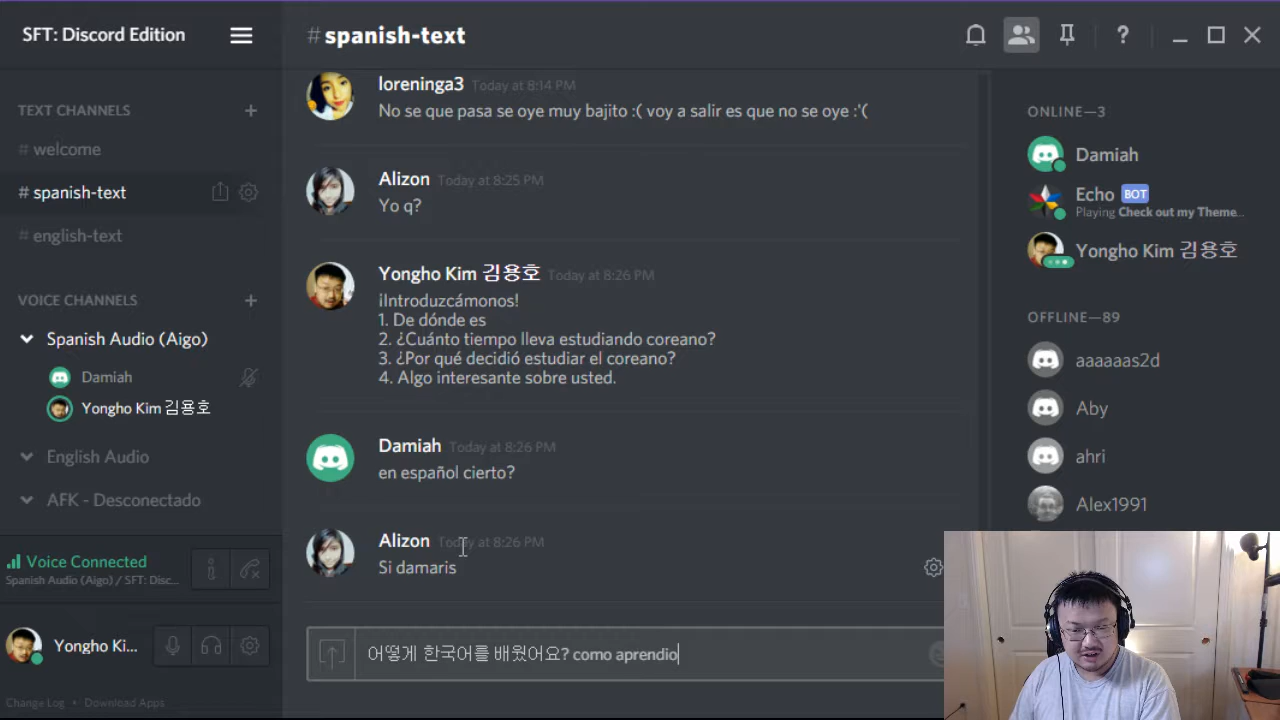 SFT: Discord Edition
#spanish-text
TEXT CHANNELS
# welcome
# spanish-text
# english-text
VOICE CHANNELS
Spanish Audio (Aigo)
Damiah
Yongho Kim 김용호
English Audio
AFK - Desconectado
Voice Connected
Spanish Audio (Aigo) / SFT: Disc...
Yongho Ki...
Change Log • Download Apps
loreninga3 Today at 8:14 PM
No se que pasa se oye muy bajito :( voy a salir es que no se oye :'(
Alizon Today at 8:25 PM
Yo q?
Yongho Kim 김용호 Today at 8:26 PM
¡Introduzcámonos!
1. De dónde es
2. ¿Cuánto tiempo lleva estudiando coreano?
3. ¿Por qué decidió estudiar el coreano?
4. Algo interesante sobre usted.
Damiah Today at 8:26 PM
en español cierto?
Alizon Today at 8:26 PM
Si damaris
어떻게 한국어를 배웠어요? como aprendio
ONLINE—3
Damiah
Echo BOT
Playing Check out my Theme...
Yongho Kim 김용호
OFFLINE—89
aaaaaas2d
Aby
ahri
Alex1991